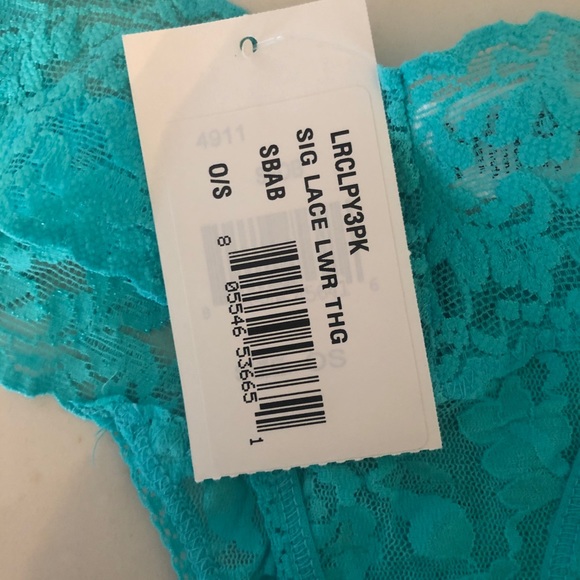 LRCLPY3PK
SIG LACE LWR THG
SBAB
O/S
8 05546 53665 1
4911